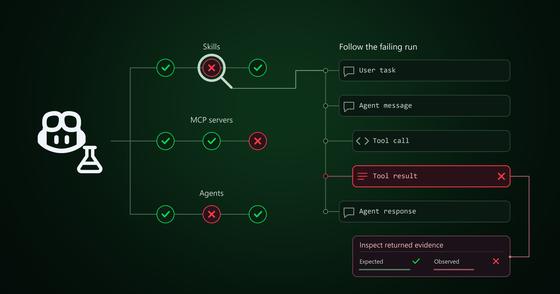 Skills
MCP servers
Agents
Follow the failing run
User task
Agent message
Tool call
Tool result
Agent response
Inspect returned evidence
Expected
Observed